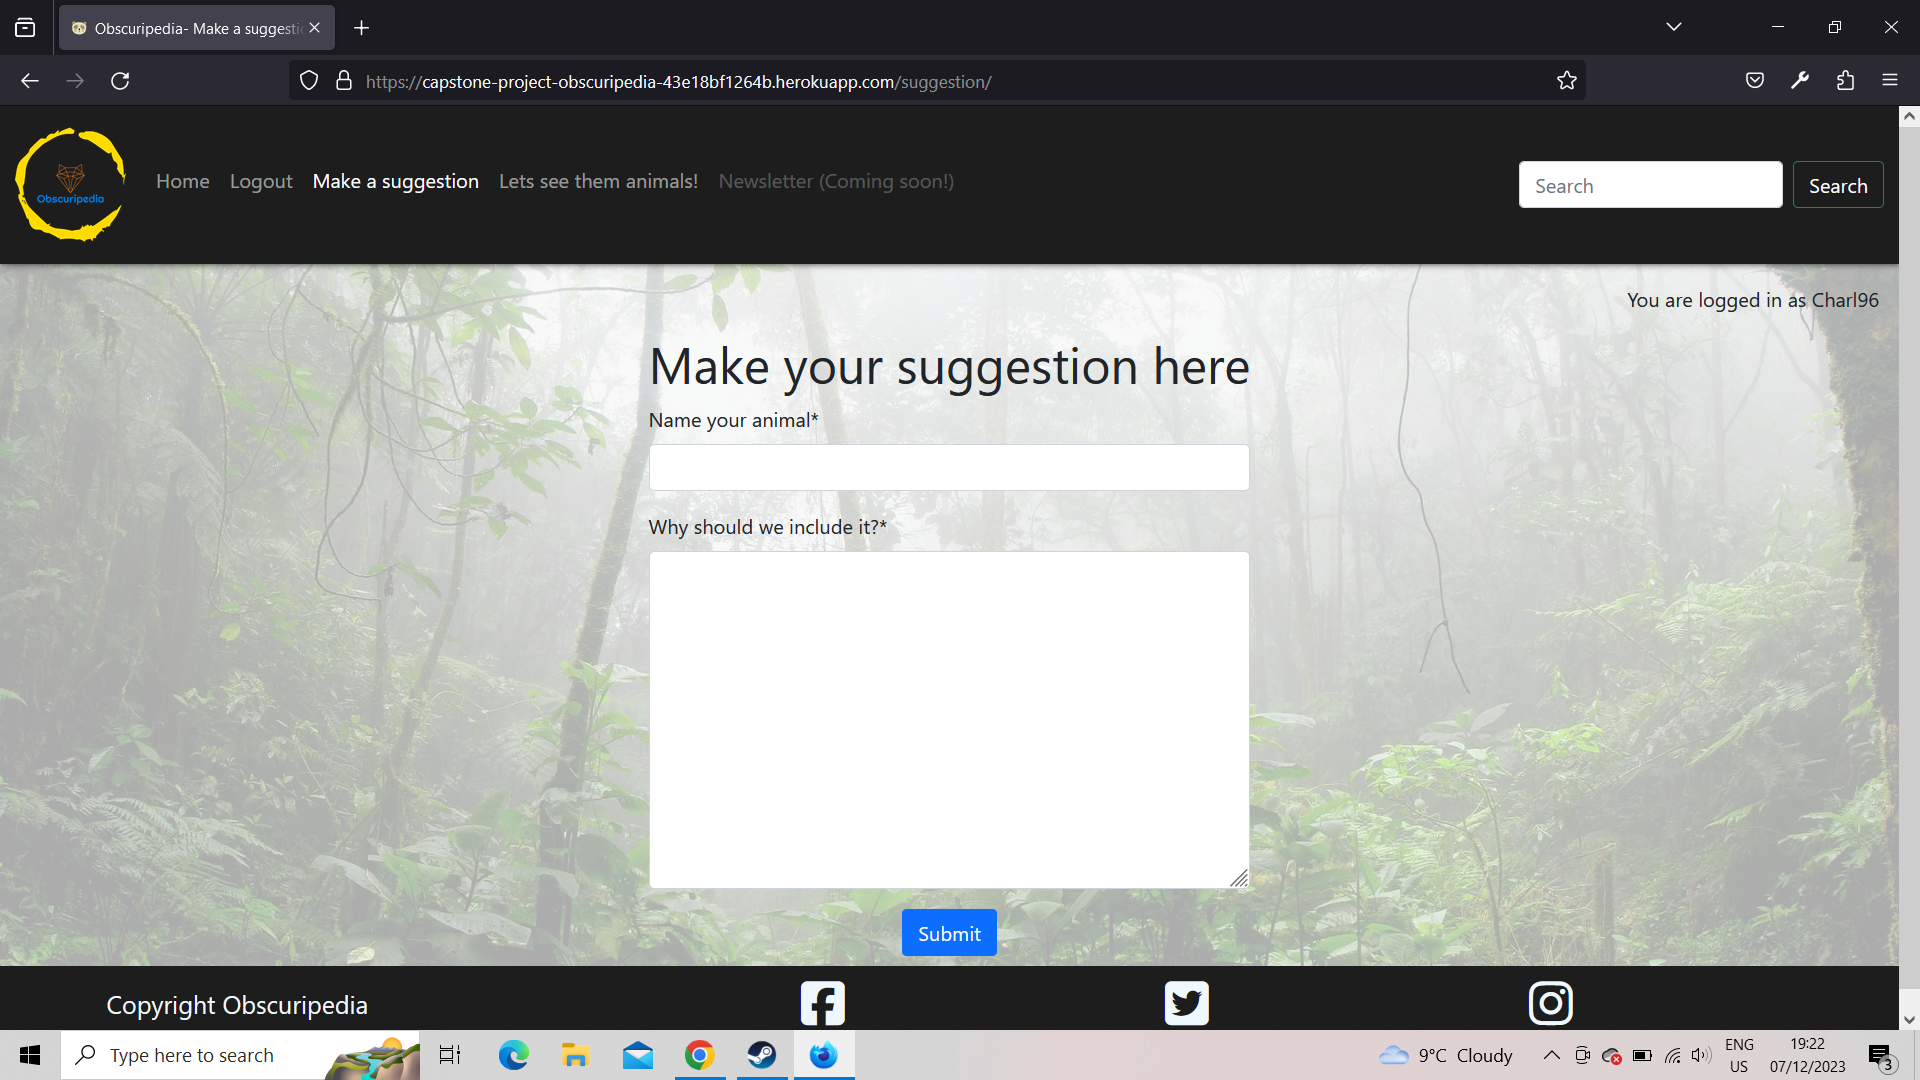 Obscuripedia- Make a suggesti
https://capstone-project-obscuripedia-43e18bf1264b.herokuapp.com/suggestion/
Obscuripedia
Home Logout Make a suggestion Lets see them animals! Newsletter (Coming soon!)
Search Search
You are logged in as Charl96
Make your suggestion here
Name your animal*
Why should we include it?*
Submit
Copyright Obscuripedia
Type here to search
9°C Cloudy
ENG
US
19:22
07/12/2023
3